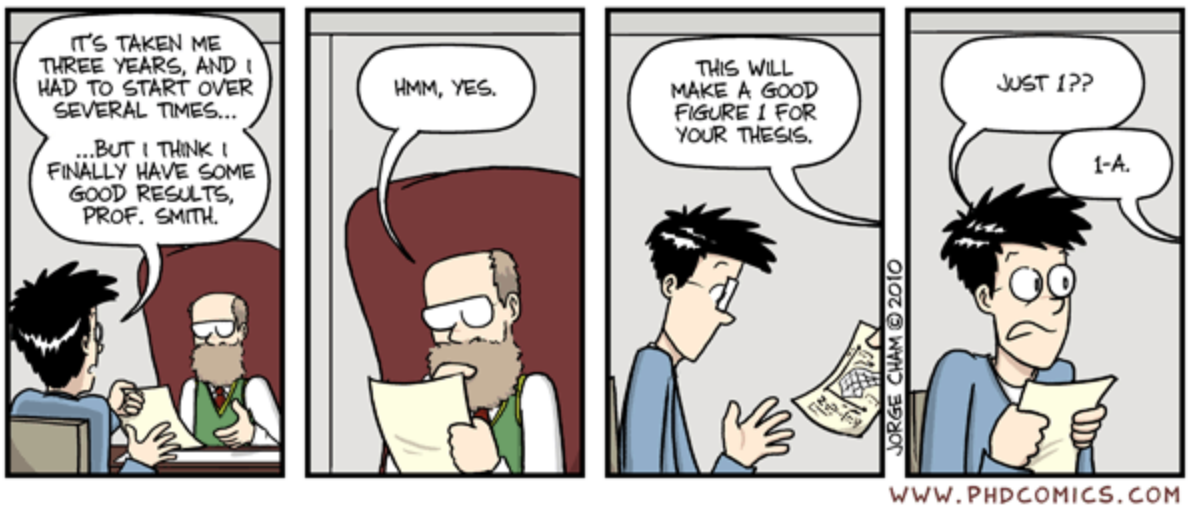 IT'S TAKEN ME
THREE YEARS, AND I
HAD TO START OVER
SEVERAL TIMES...
...BUT I THINK I
FINALLY HAVE SOME
GOOD RESULTS,
PROF. SMITH.
HMM, YES.
THIS WILL
MAKE A GOOD
FIGURE 1 FOR
YOUR THESIS.
JUST 1??
1-A.
JORGE CHAM © 2010
WWW.PHDCOMICS.COM